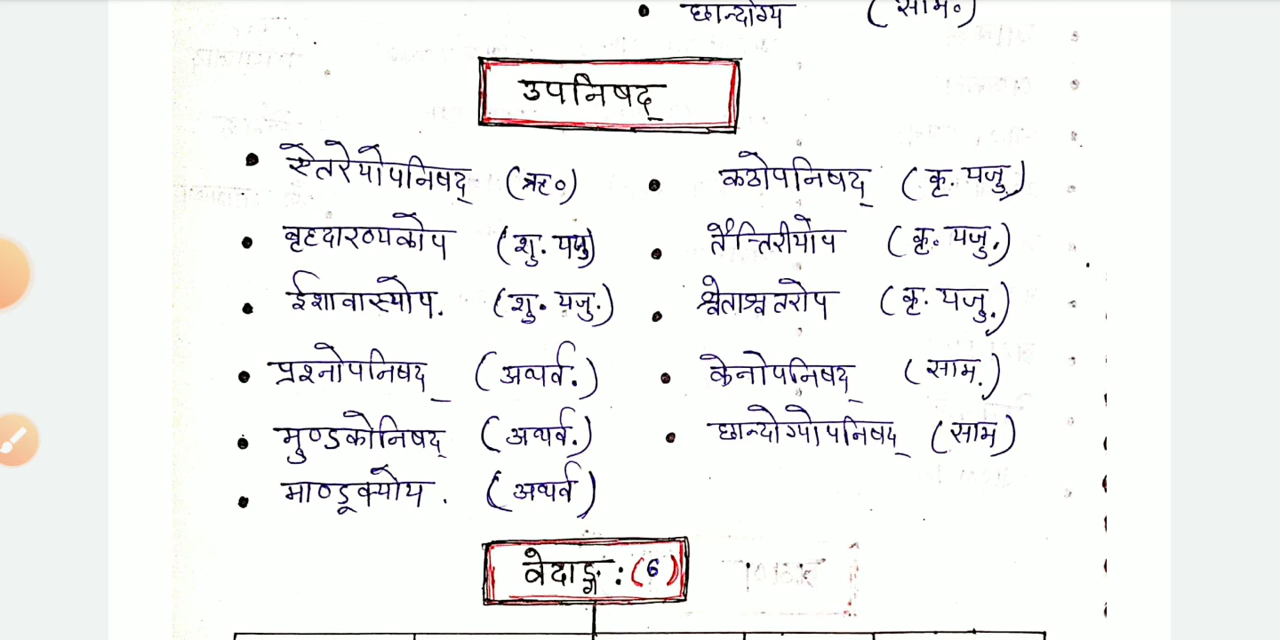 • छान्दोग्य (साम०)
उपनिषद्
• ऐतरेयोपनिषद् (ऋ०)
• कठोपनिषद् (कृ. यजु)
• बृहदारण्यकोप (शु. यजु)
• तैत्तिरीयोप (कृ. यजु.)
• ईशावास्योप. (शु. यजु.)
• श्वेताश्वतरोप (कृ. यजु.)
• प्रश्नोपनिषद् (अथर्व.)
• केनोपनिषद् (साम.)
• मुण्डकोनिषद् (अथर्व.)
• छान्दोग्योपनिषद् (साम)
• माण्डूक्योप . (अथर्व)
वेदाङ्ग : (6)